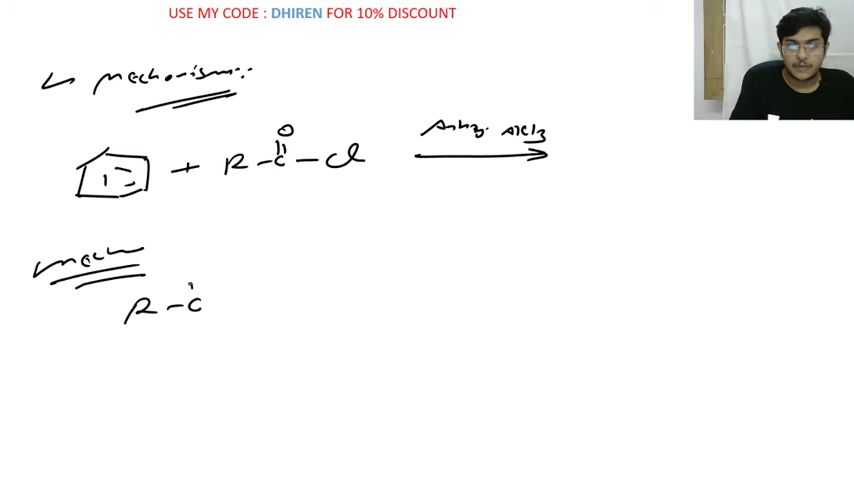 USE MY CODE : DHIREN FOR 10% DISCOUNT
↳ mechanism:
+ R - C - Cl Anhy. AlCl3
O
Mech
R - C